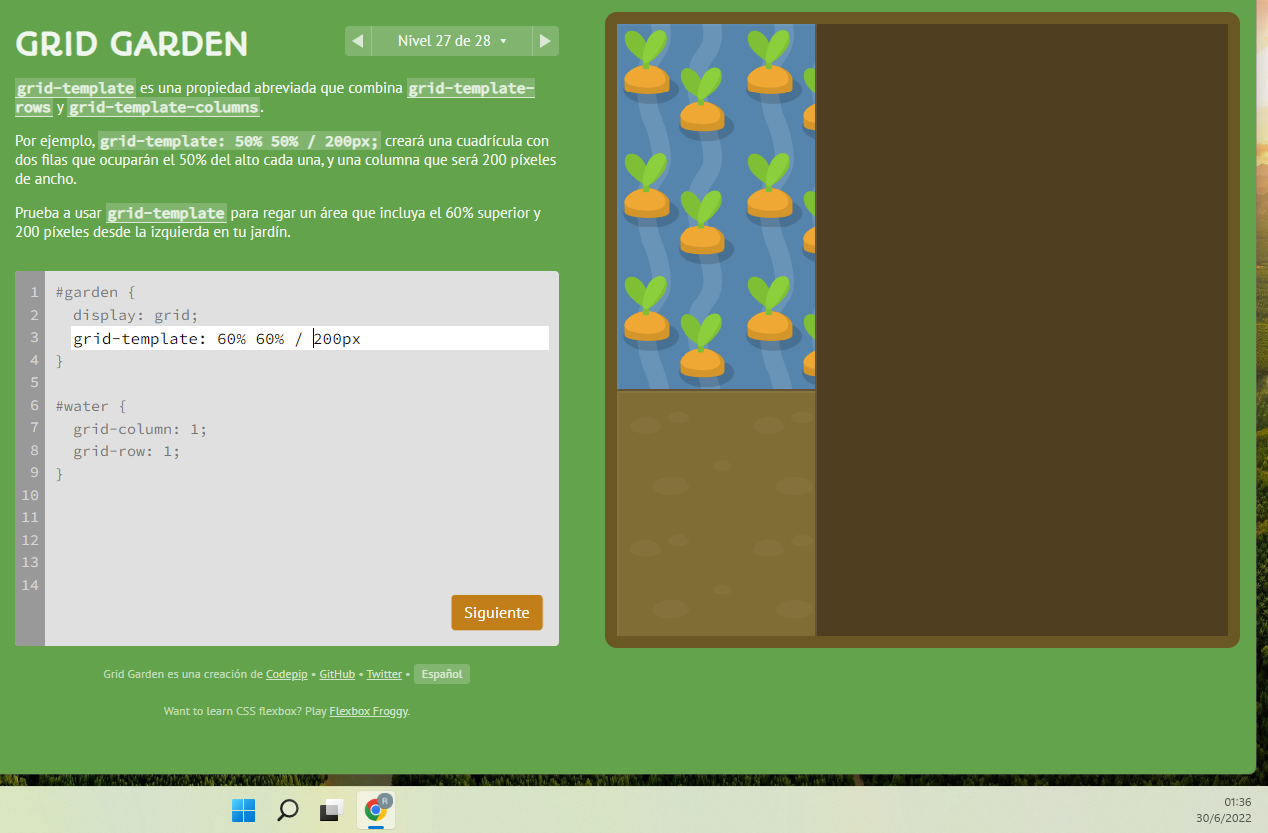 GRID GARDEN
Nivel 27 de 28
grid-template es una propiedad abreviada que combina grid-template-
rows y grid-template-columns.
Por ejemplo, grid-template: 50% 50% / 200px; creará una cuadrícula con
dos filas que ocuparán el 50% del alto cada una, y una columna que será 200 píxeles
de ancho.
Prueba a usar grid-template para regar un área que incluya el 60% superior y
200 píxeles desde la izquierda en tu jardín.
1 #garden {
2 display: grid;
3 grid-template: 60% 60% / 200px
4 }
5
6 #water {
7 grid-column: 1;
8 grid-row: 1;
9 }
10
11
12
13
14
Siguiente
Grid Garden es una creación de Codepip • GitHub • Twitter • Español
Want to learn CSS flexbox? Play Flexbox Froggy.
R
01:36
30/6/2022